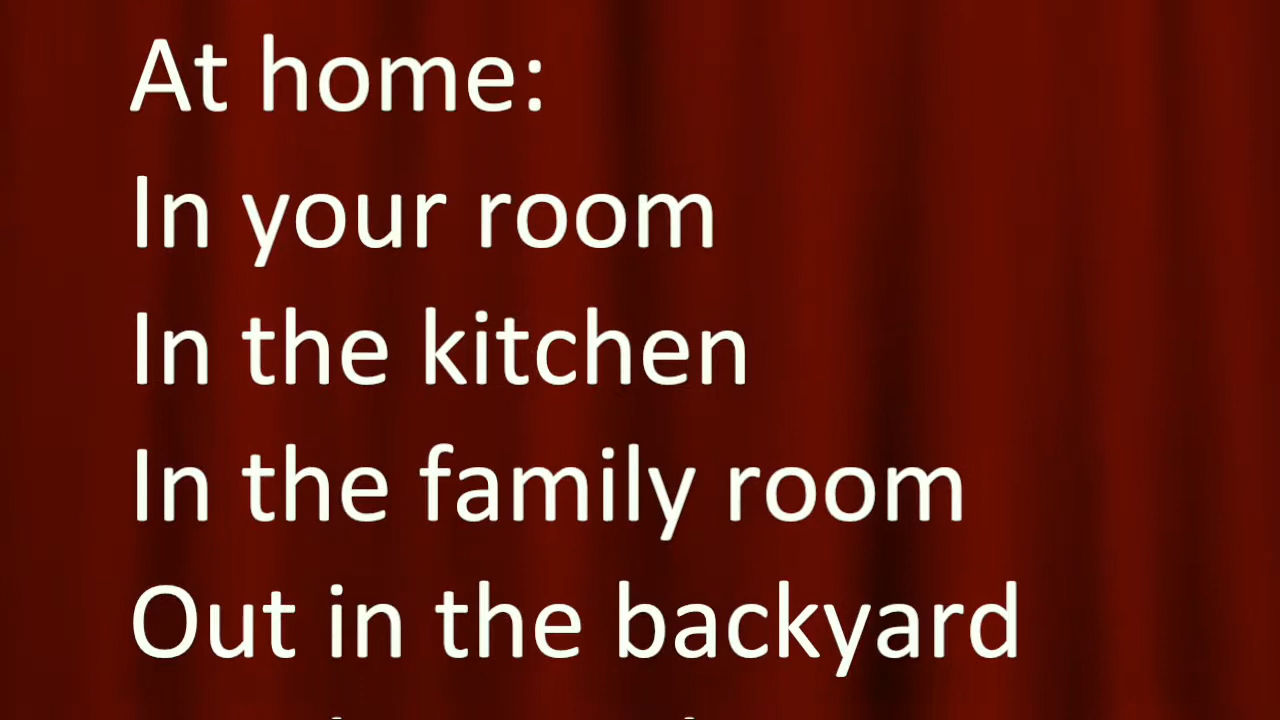 At home:
In your room
In the kitchen
In the family room
Out in the backyard